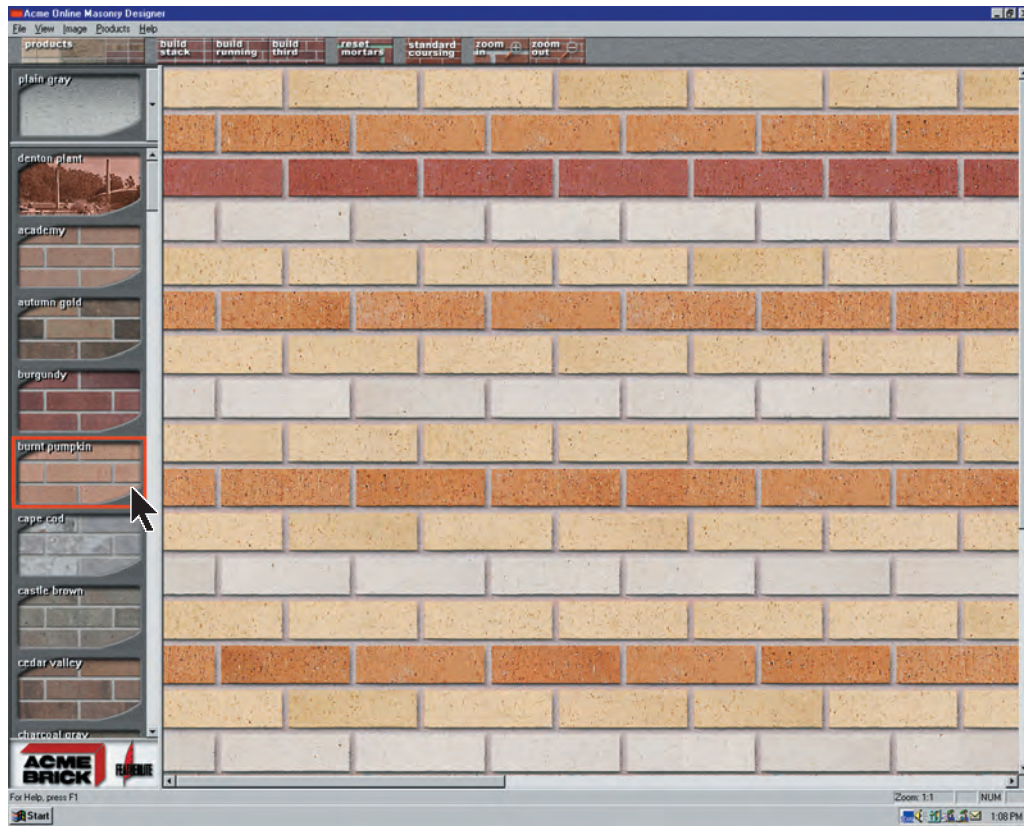 Acme Online Masonry Designer
File View Image Products Help
products
build stack
build running
build third
reset mortars
standard coursing
zoom in
zoom out
plain gray
denton plant
academy
autumn gold
burgundy
burnt pumpkin
cape cod
castle brown
cedar valley
charcoal gray
ACME
BRICK
FEATHERLITE
For Help, press F1
Zoom: 1:1
NUM
Start
1:08 PM